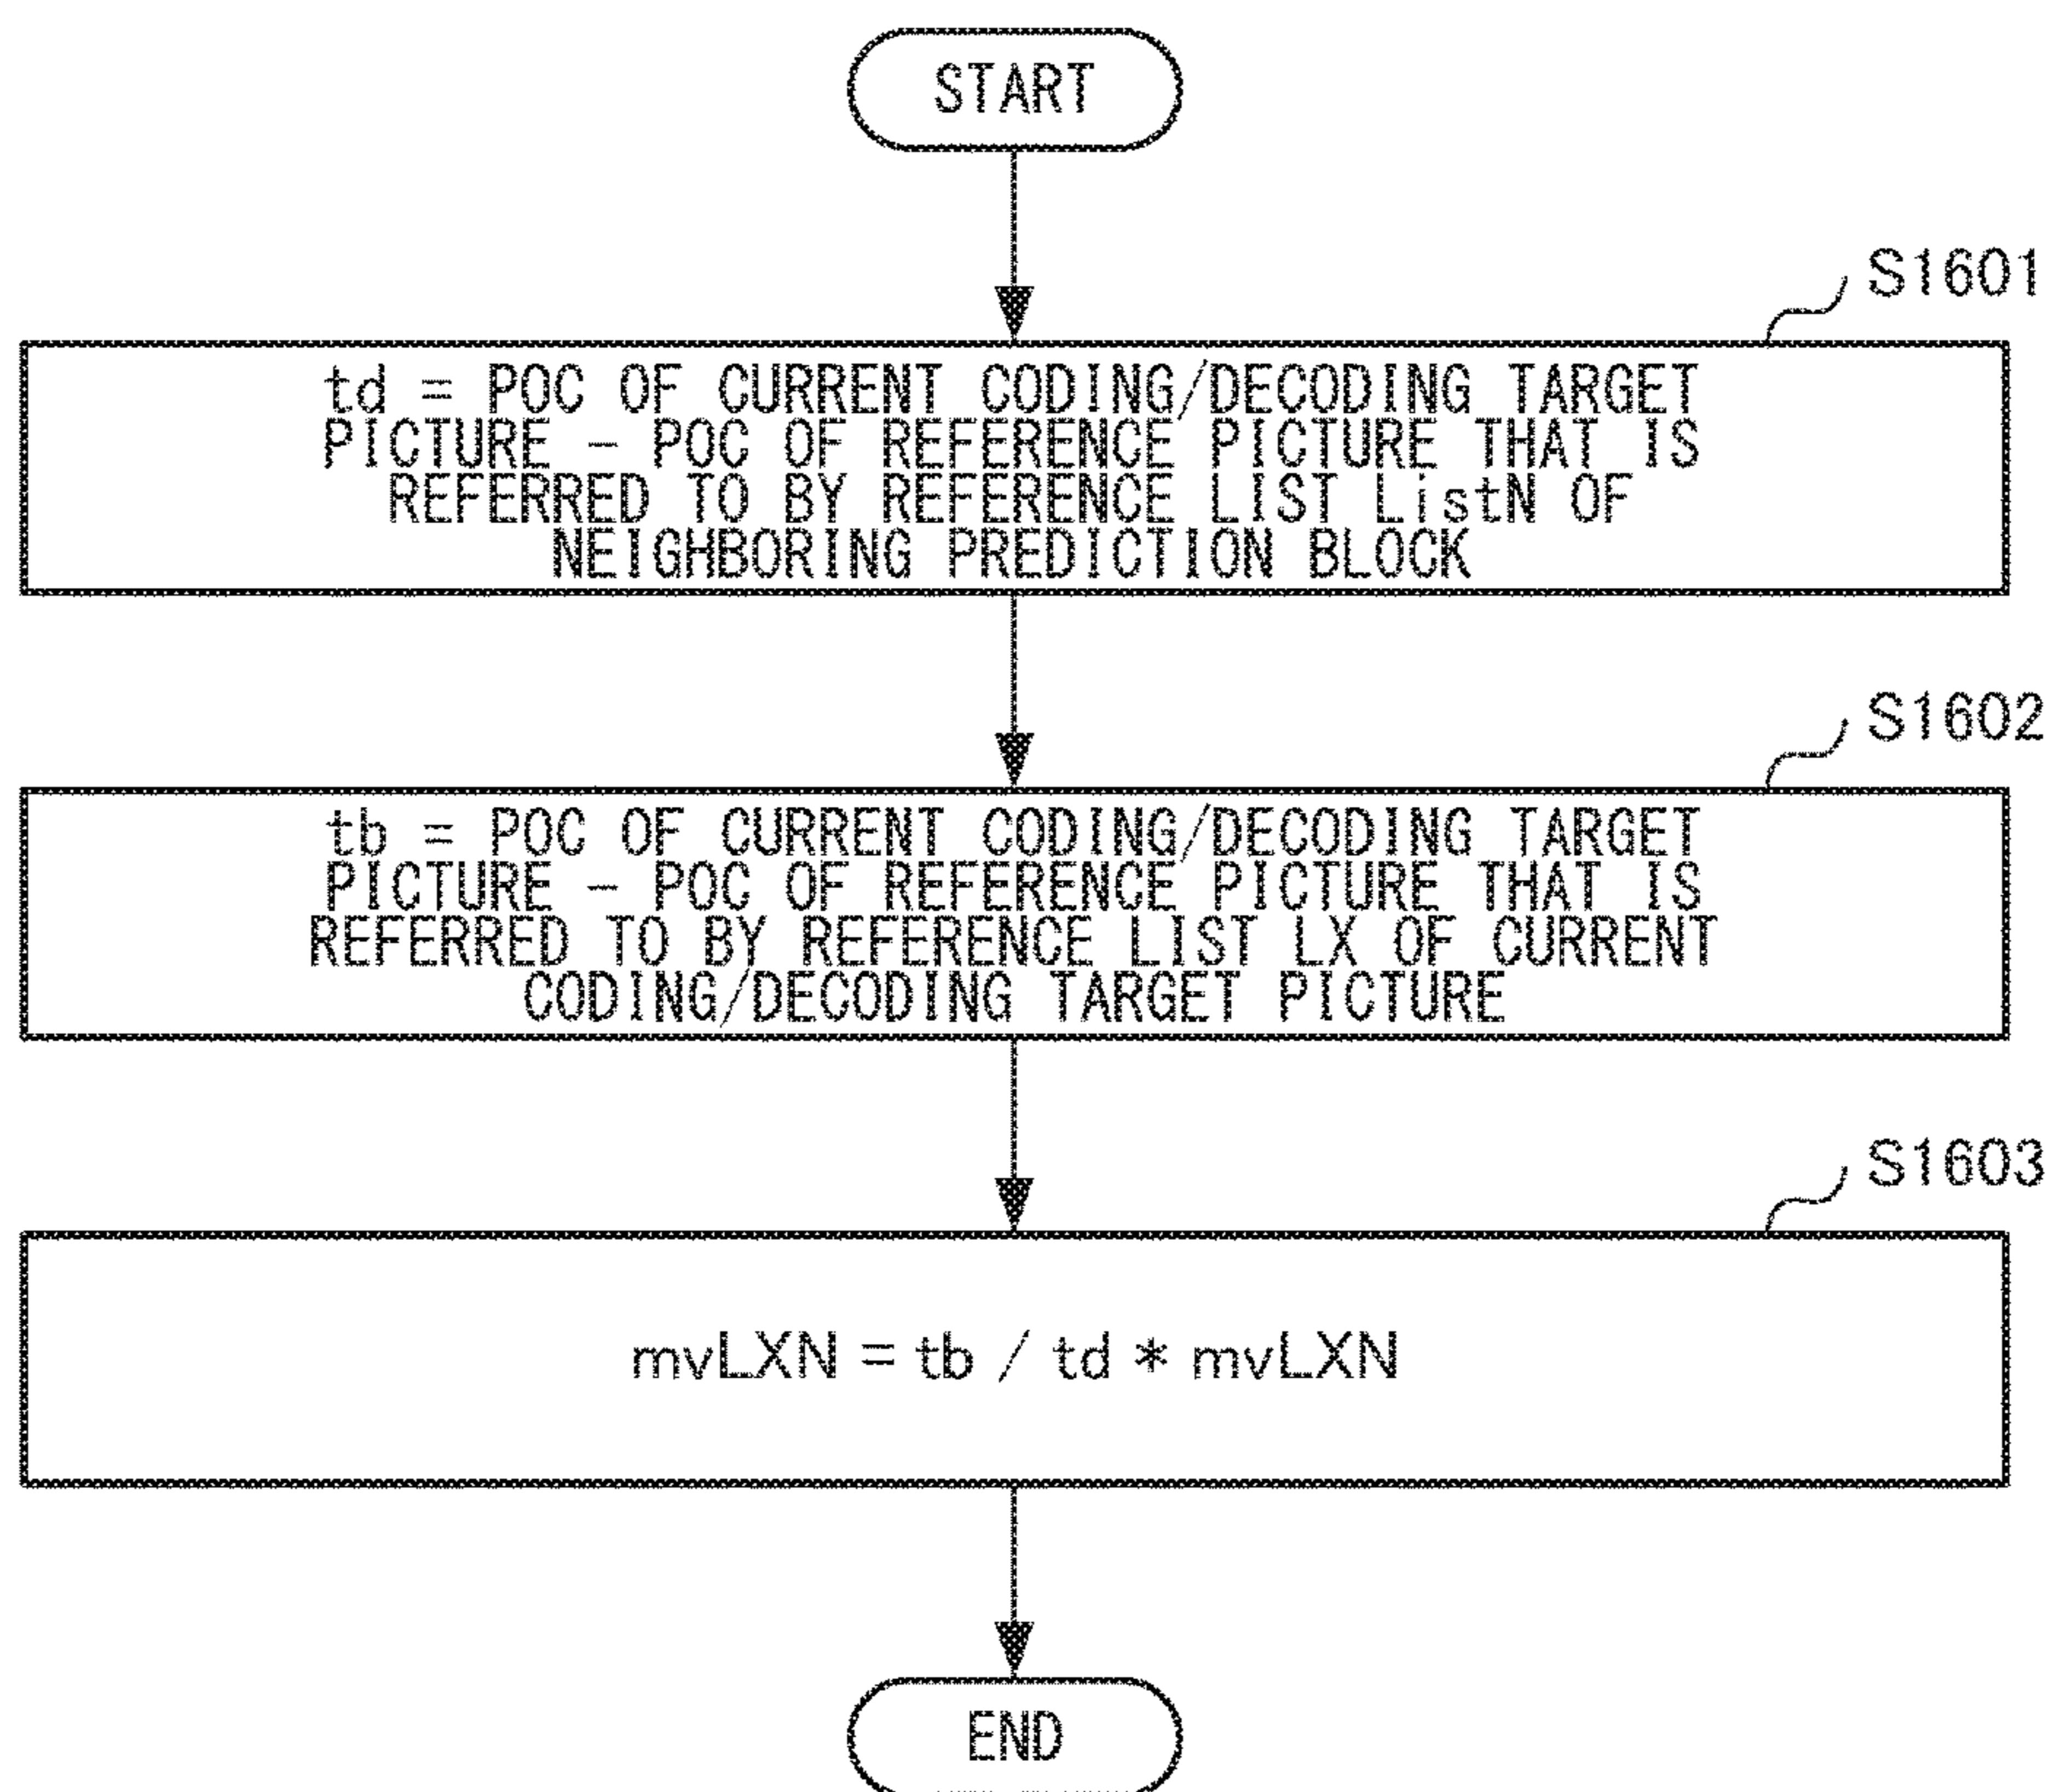 START
S1601
td = POC OF CURRENT CODING/DECODING TARGET
PICTURE - POC OF REFERENCE PICTURE THAT IS
REFERRED TO BY REFERENCE LIST ListN OF
NEIGHBORING PREDICTION BLOCK
S1602
tb = POC OF CURRENT CODING/DECODING TARGET
PICTURE - POC OF REFERENCE PICTURE THAT IS
REFERRED TO BY REFERENCE LIST LX OF CURRENT
CODING/DECODING TARGET PICTURE
S1603
mvLXN = tb / td * mvLXN
END